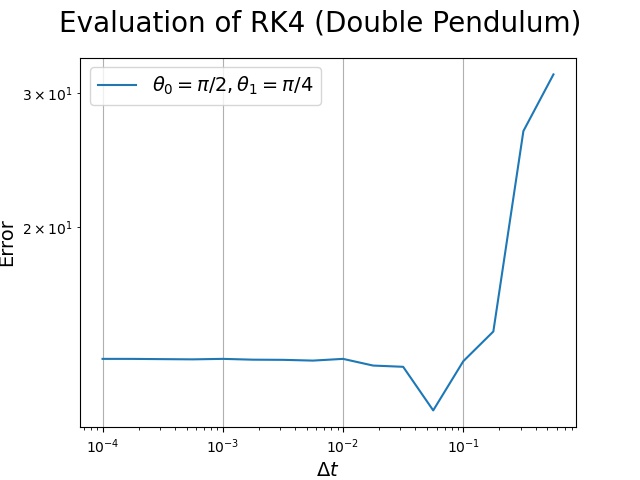 Evaluation of RK4 (Double Pendulum)
θ₀ = π/2, θ₁ = π/4
3 × 10¹
2 × 10¹
Error
10⁻⁴ 10⁻³ 10⁻² 10⁻¹
Δt